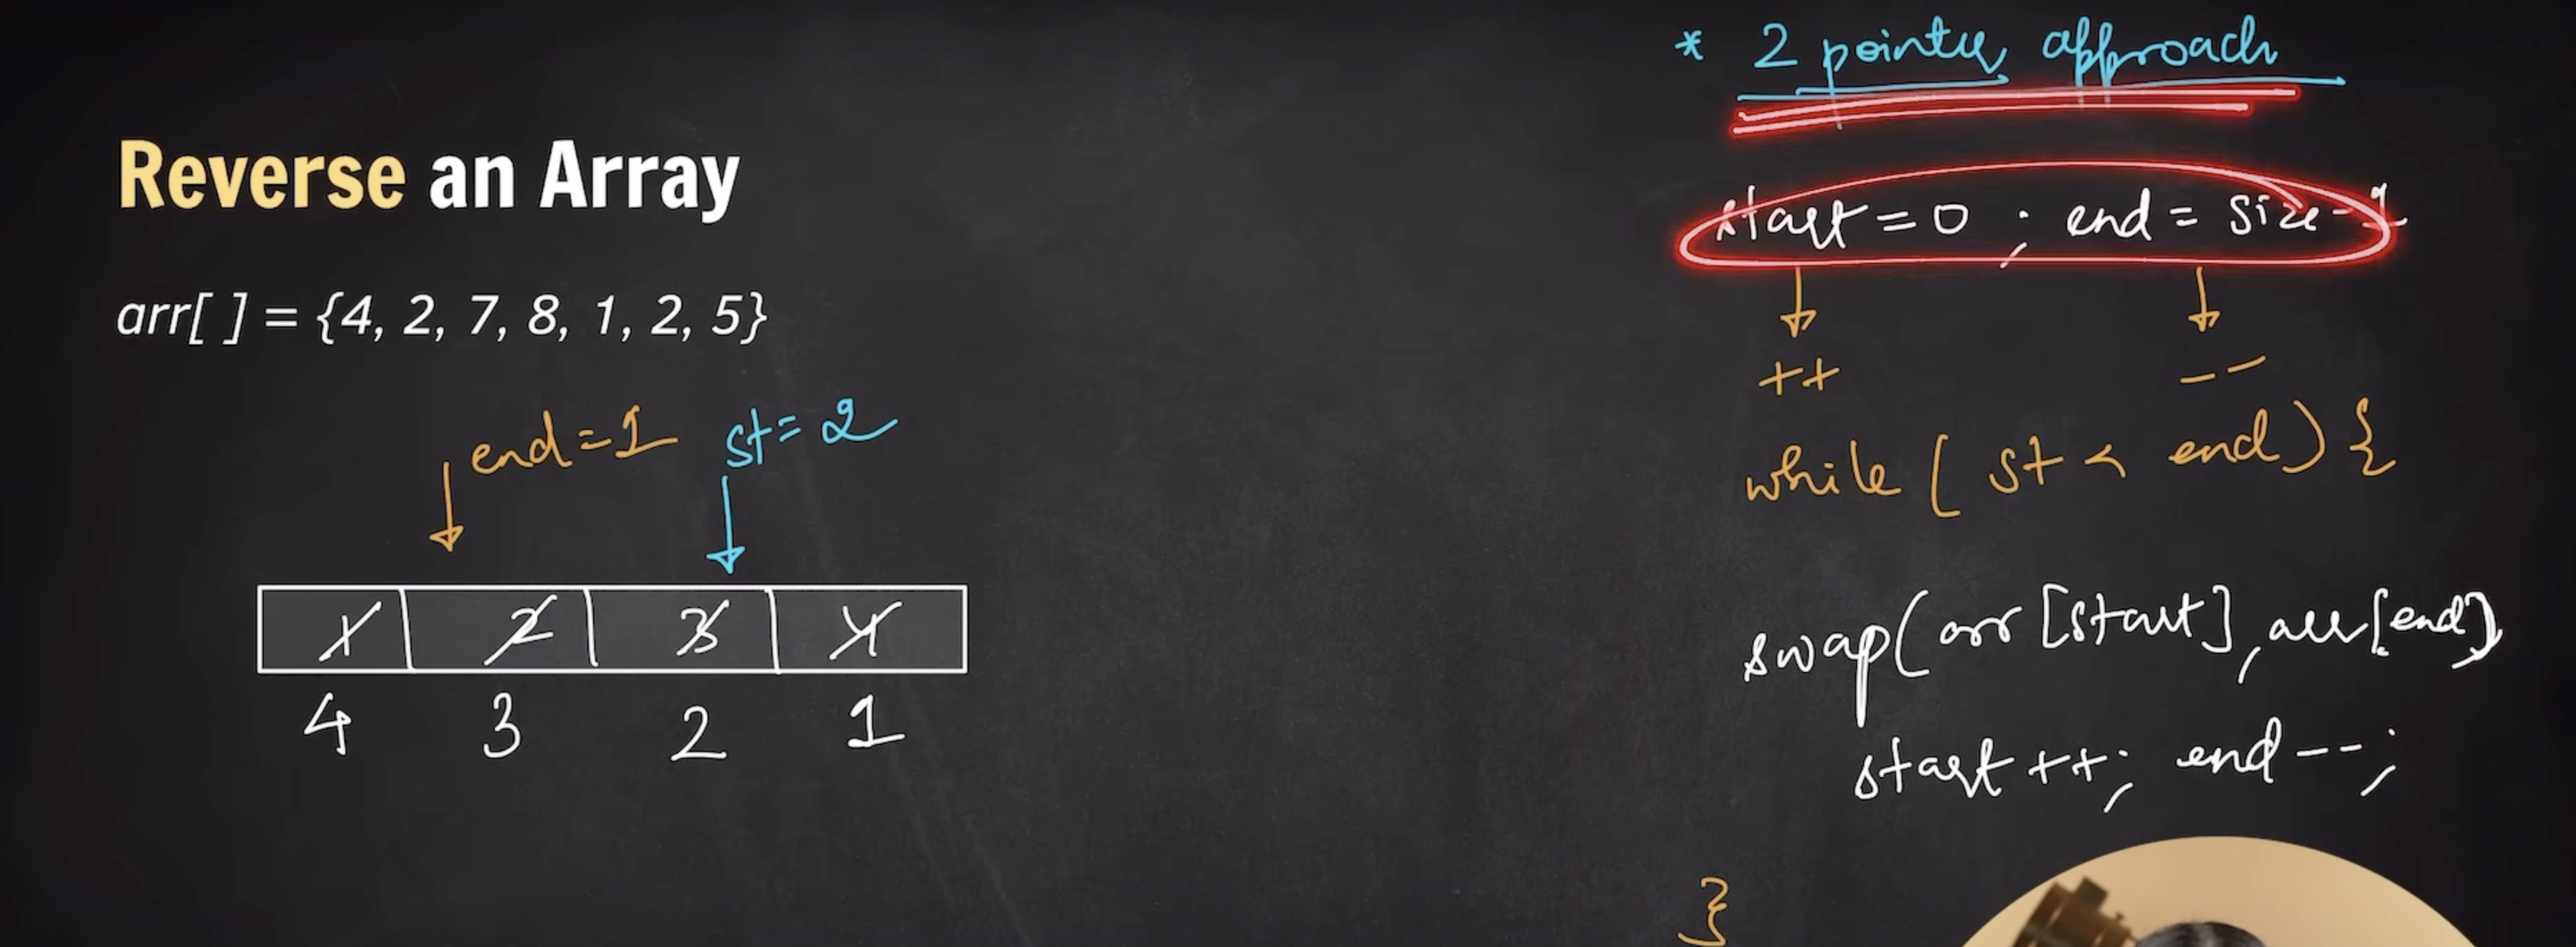 * 2 pointer approach
Reverse an Array
start = 0 ; end = size - 1
arr[ ] = {4, 2, 7, 8, 1, 2, 5}
++ --
end = 1 st = 2
while ( st < end ) {
1 2 3 4
swap(arr [start], arr[end])
4 3 2 1
start ++; end --;
}